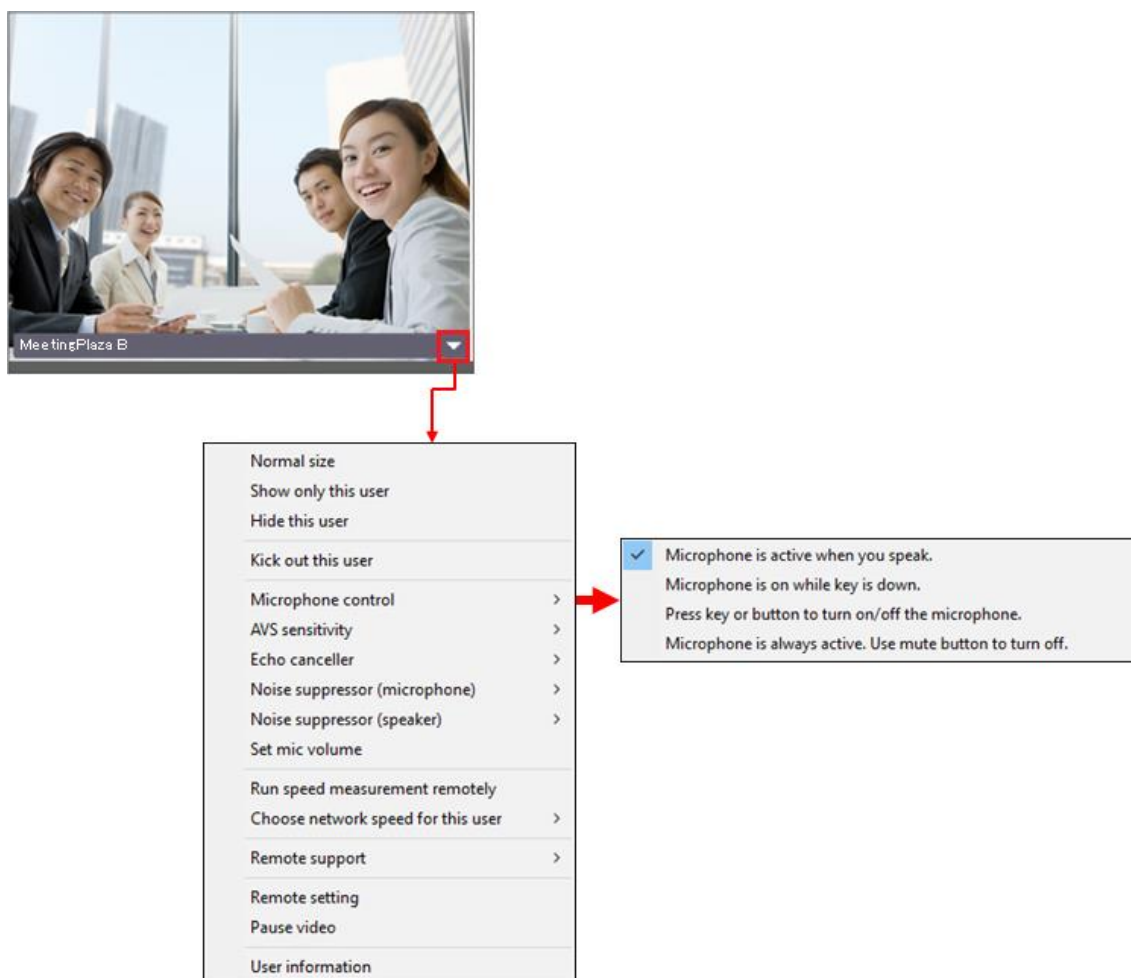 MeetingPlaza B
Normal size
Show only this user
Hide this user
Kick out this user
Microphone control
AVS sensitivity
Echo canceller
Noise suppressor (microphone)
Noise suppressor (speaker)
Set mic volume
Run speed measurement remotely
Choose network speed for this user
Remote support
Remote setting
Pause video
User information
Microphone is active when you speak.
Microphone is on while key is down.
Press key or button to turn on/off the microphone.
Microphone is always active. Use mute button to turn off.